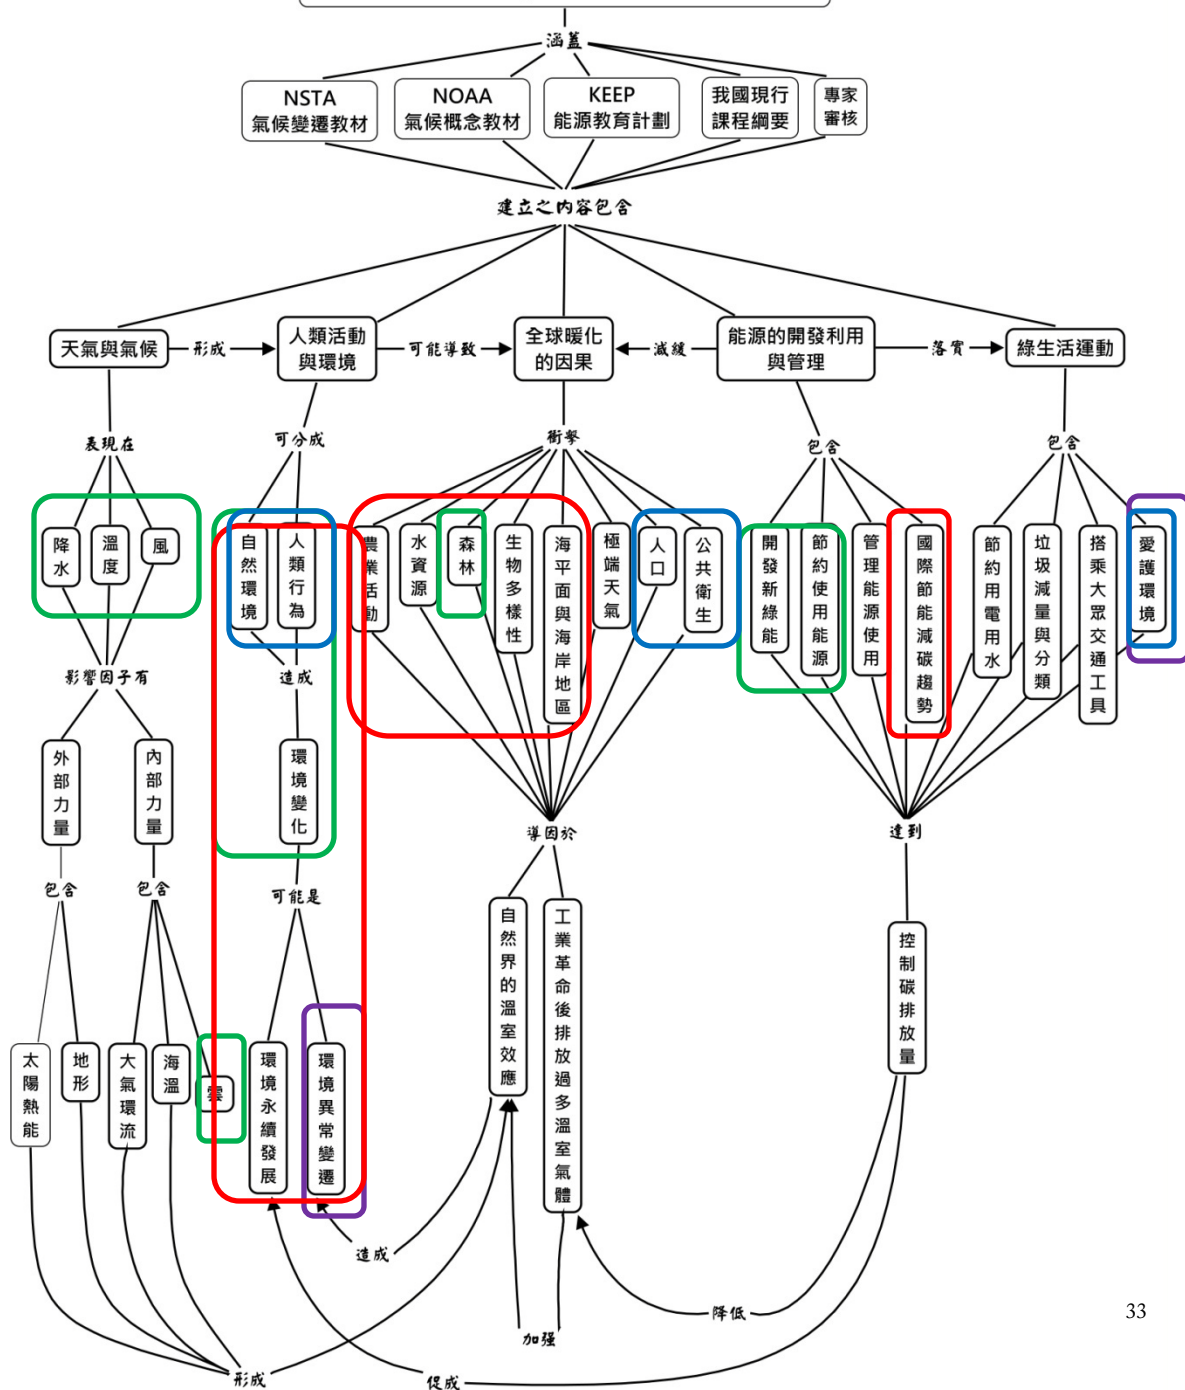 涵蓋
NSTA
氣候變遷教材
NOAA
氣候概念教材
KEEP
能源教育計劃
我國現行
課程綱要
專家
審核
建立之內容包含
天氣與氣候
形成
人類活動
與環境
可能導致
全球暖化
的因果
減緩
能源的開發利用
與管理
落實
綠生活運動
表現在
可分成
衝擊
包含
包含
降水
溫度
風
自然環境
人類行為
農業活動
水資源
森林
生物多樣性
海平面與海岸地區
極端天氣
人口
公共衛生
開發新綠能
節約使用能源
管理能源使用
國際節能減碳趨勢
節約用電用水
垃圾減量與分類
搭乘大眾交通工具
愛護環境
影響因子有
造成
外部力量
內部力量
環境變化
導因於
達到
包含
包含
可能是
自然界的溫室效應
工業革命後排放過多溫室氣體
控制碳排放量
太陽熱能
地形
大氣環流
海溫
雲
環境永續發展
環境異常變遷
造成
降低
加強
形成
促成
33